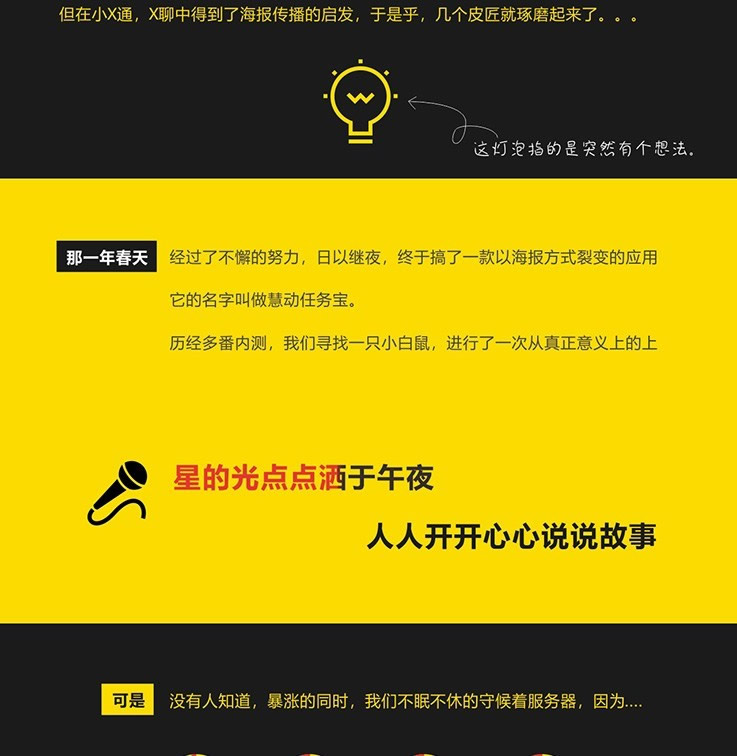 但在小X通，X聊中得到了海报传播的启发，于是乎，几个皮匠就琢磨起来了。。。
这灯泡指的是突然有个想法。
那一年春天 经过了不懈的努力，日以继夜，终于搞了一款以海报方式裂变的应用
它的名字叫做慧动任务宝。
历经多番内测，我们寻找一只小白鼠，进行了一次从真正意义上的上
星的光点点洒于午夜
人人开开心心说说故事
可是 没有人知道，暴涨的同时，我们不眠不休的守候着服务器，因为....